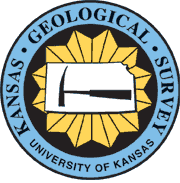 KANSAS · GEOLOGICAL · SURVEY
UNIVERSITY OF KANSAS